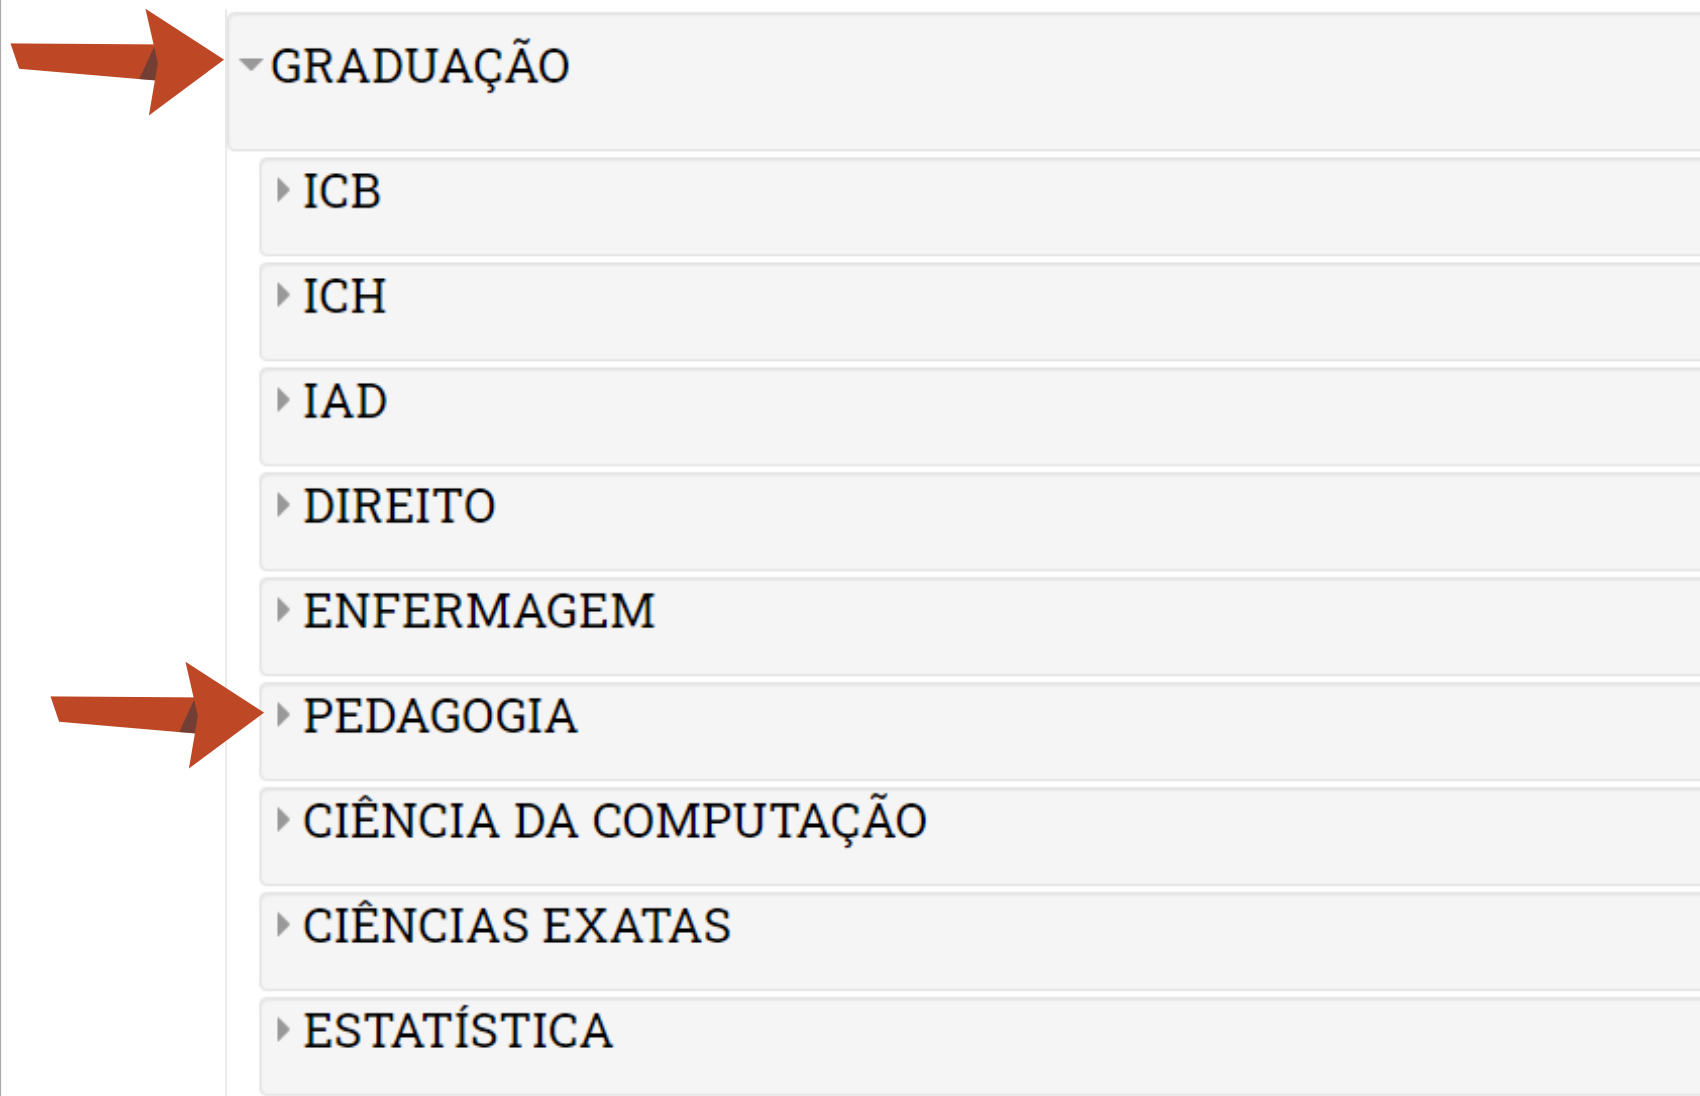 GRADUAÇÃO
ICB
ICH
IAD
DIREITO
ENFERMAGEM
PEDAGOGIA
CIÊNCIA DA COMPUTAÇÃO
CIÊNCIAS EXATAS
ESTATÍSTICA